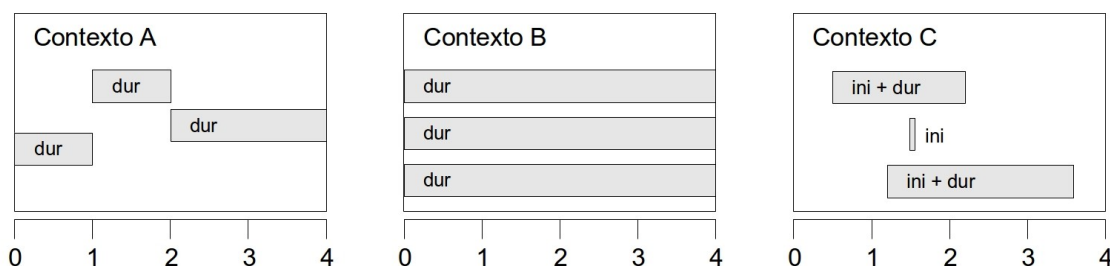 Contexto A
dur
dur
dur
0 1 2 3 4
Contexto B
dur
dur
dur
0 1 2 3 4
Contexto C
ini + dur
ini
ini + dur
0 1 2 3 4